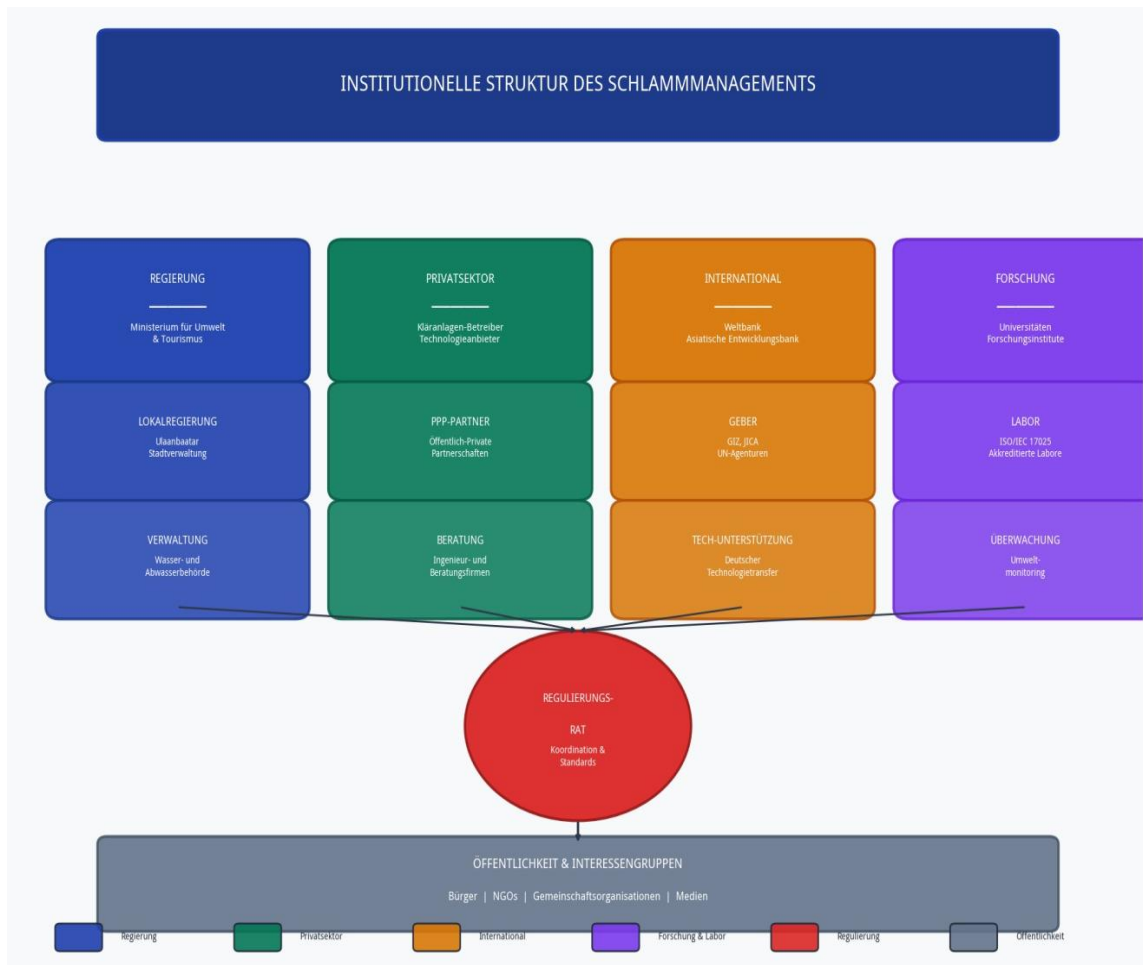 INSTITUTIONELLE STRUKTUR DES SCHLAMMMANAGEMENTS
REGIERUNG
Ministerium für Umwelt
& Tourismus
PRIVATSEKTOR
Kläranlagen-Betreiber
Technologieanbieter
INTERNATIONAL
Weltbank
Asiatische Entwicklungsbank
FORSCHUNG
Universitäten
Forschungsinstitute
LOKALREGIERUNG
Ulaanbaatar
Stadtverwaltung
PPP-PARTNER
Öffentlich-Private
Partnerschaften
GEBER
GIZ, JICA
UN-Agenturen
LABOR
ISO/IEC 17025
Akkreditierte Labore
VERWALTUNG
Wasser- und
Abwasserbehörde
BERATUNG
Ingenieur- und
Beratungsfirmen
TECH-UNTERSTÜTZUNG
Deutscher
Technologietransfer
ÜBERWACHUNG
Umwelt-
monitoring
REGULIERUNGS-
RAT
Koordination &
Standards
ÖFFENTLICHKEIT & INTERESSENGRUPPEN
Bürger | NGOs | Gemeinschaftsorganisationen | Medien
Regierung
Privatsektor
International
Forschung & Labor
Regulierung
Öffentlichkeit